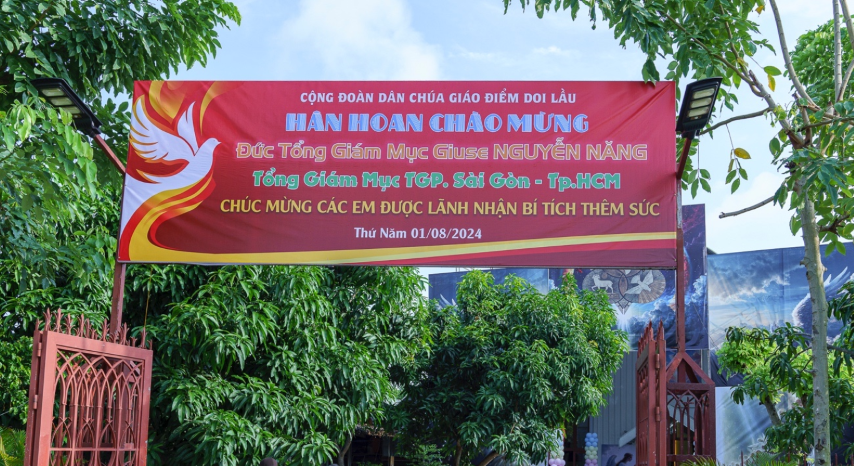 CỘNG ĐOÀN DÂN CHÚA GIÁO ĐIỂM DOI LẦU
HÂN HOAN CHÀO MỪNG
Đức Tổng Giám Mục Giuse NGUYỄN NĂNG
Tổng Giám Mục TGP. Sài Gòn - Tp.HCM
CHÚC MỪNG CÁC EM ĐƯỢC LÃNH NHẬN BÍ TÍCH THÊM SỨC
Thứ Năm 01/08/2024